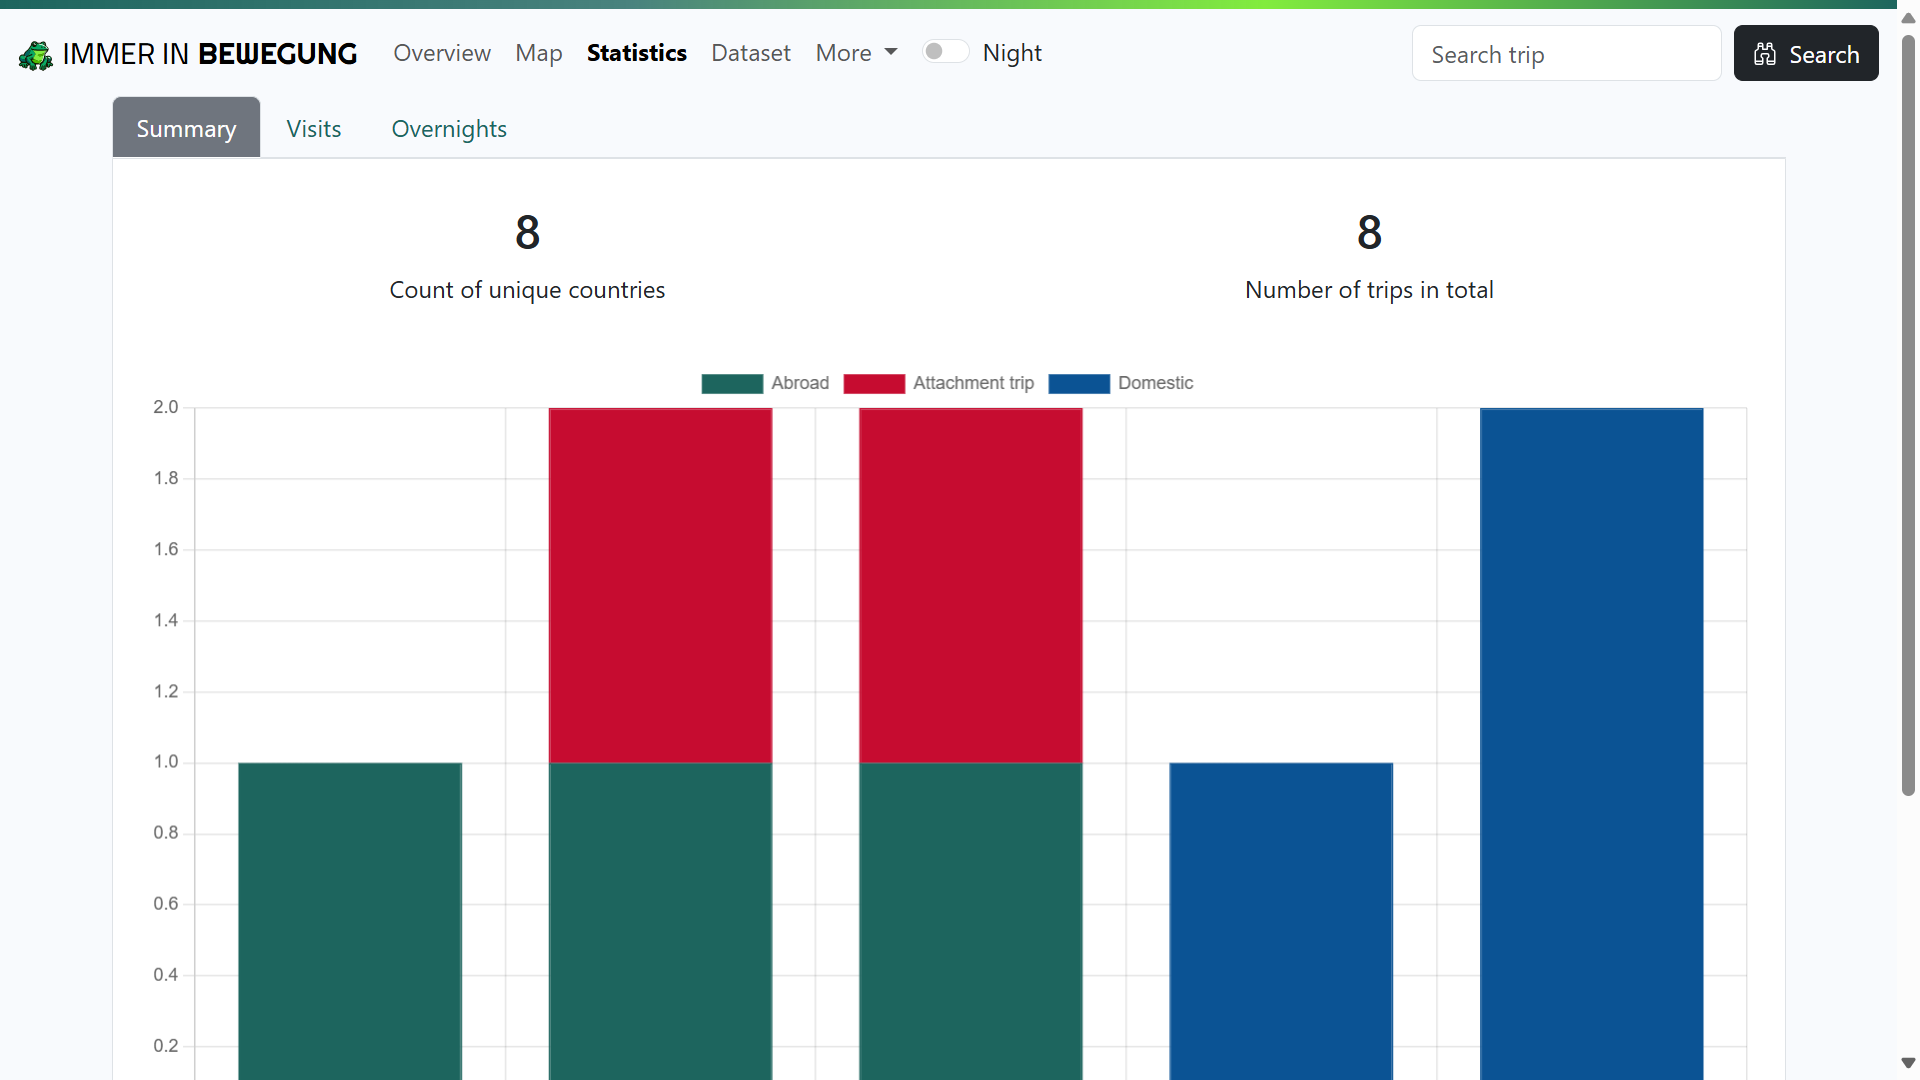 IMMER IN BEWEGUNG Overview Map Statistics Dataset More Night Search trip Search
Summary Visits Overnights
8 8
Count of unique countries Number of trips in total
Abroad Attachment trip Domestic
2.0
1.8
1.6
1.4
1.2
1.0
0.8
0.6
0.4
0.2